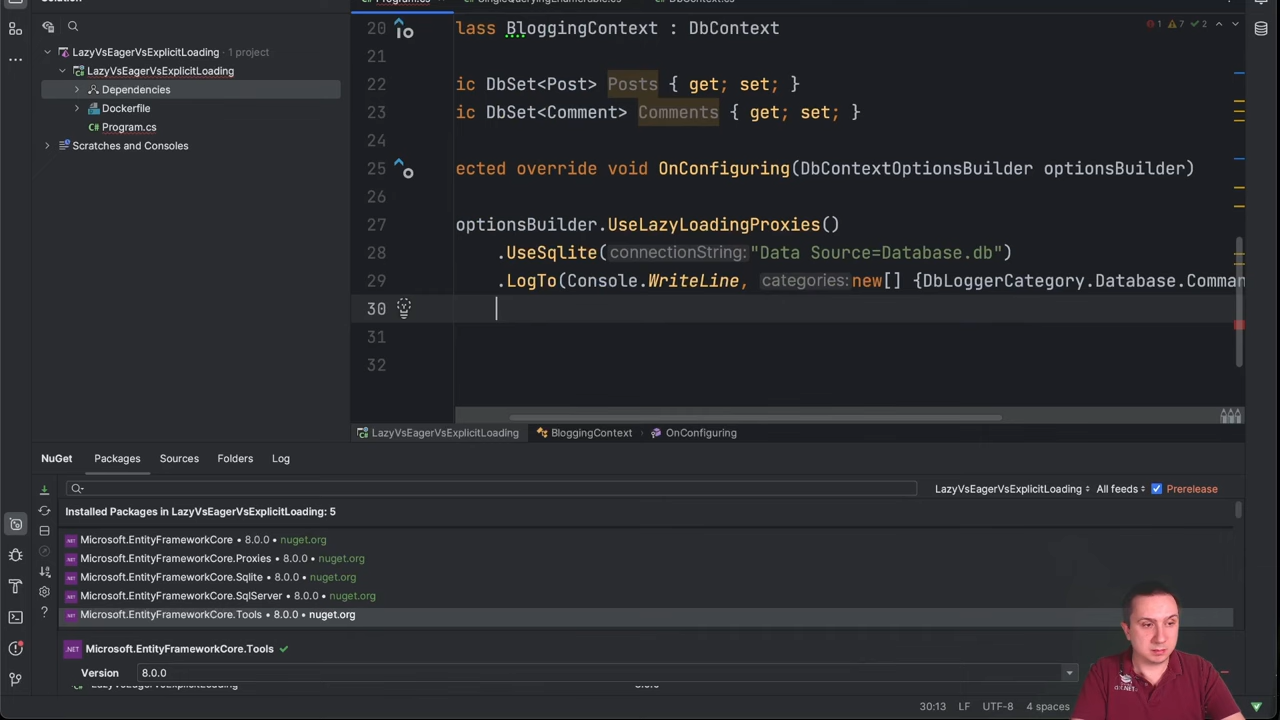 LazyVsEagerVsExplicitLoading · 1 project
LazyVsEagerVsExplicitLoading
Dependencies
Dockerfile
C# Program.cs
Scratches and Consoles
1 7 2
20 lass BloggingContext : DbContext
21
22 ic DbSet<Post> Posts { get; set; }
23 ic DbSet<Comment> Comments { get; set; }
24
25 ected override void OnConfiguring(DbContextOptionsBuilder optionsBuilder)
26
27 optionsBuilder.UseLazyLoadingProxies()
28 .UseSqlite(connectionString:"Data Source=Database.db")
29 .LogTo(Console.WriteLine, categories:new[] {DbLoggerCategory.Database.Comman
30
31
32
LazyVsEagerVsExplicitLoading BloggingContext OnConfiguring
NuGet Packages Sources Folders Log
LazyVsEagerVsExplicitLoading All feeds Prerelease
Installed Packages in LazyVsEagerVsExplicitLoading: 5
Microsoft.EntityFrameworkCore • 8.0.0 • nuget.org
Microsoft.EntityFrameworkCore.Proxies • 8.0.0 • nuget.org
Microsoft.EntityFrameworkCore.Sqlite • 8.0.0 • nuget.org
Microsoft.EntityFrameworkCore.SqlServer • 8.0.0 • nuget.org
Microsoft.EntityFrameworkCore.Tools • 8.0.0 • nuget.org
.NET Microsoft.EntityFrameworkCore.Tools
Version 8.0.0
30:13 LF UTF-8 4 spaces